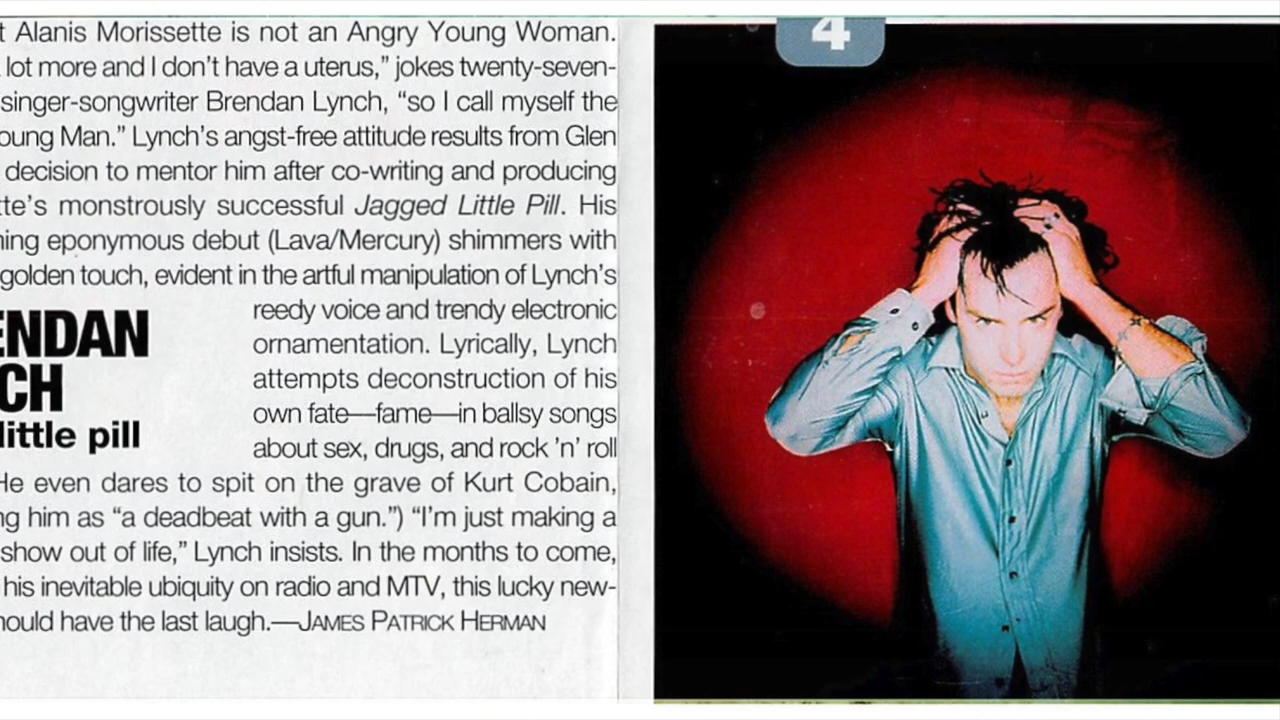 t Alanis Morissette is not an Angry Young Woman.
lot more and I don't have a uterus," jokes twenty-seven-
singer-songwriter Brendan Lynch, "so I call myself the
oung Man." Lynch's angst-free attitude results from Glen
decision to mentor him after co-writing and producing
tte's monstrously successful Jagged Little Pill. His
ning eponymous debut (Lava/Mercury) shimmers with
golden touch, evident in the artful manipulation of Lynch's
reedy voice and trendy electronic
ornamentation. Lyrically, Lynch
attempts deconstruction of his
own fate—fame—in ballsy songs
about sex, drugs, and rock 'n' roll
ENDAN
CH
little pill
He even dares to spit on the grave of Kurt Cobain,
ng him as "a deadbeat with a gun.") "I'm just making a
show out of life," Lynch insists. In the months to come,
his inevitable ubiquity on radio and MTV, this lucky new-
hould have the last laugh.—JAMES PATRICK HERMAN
4